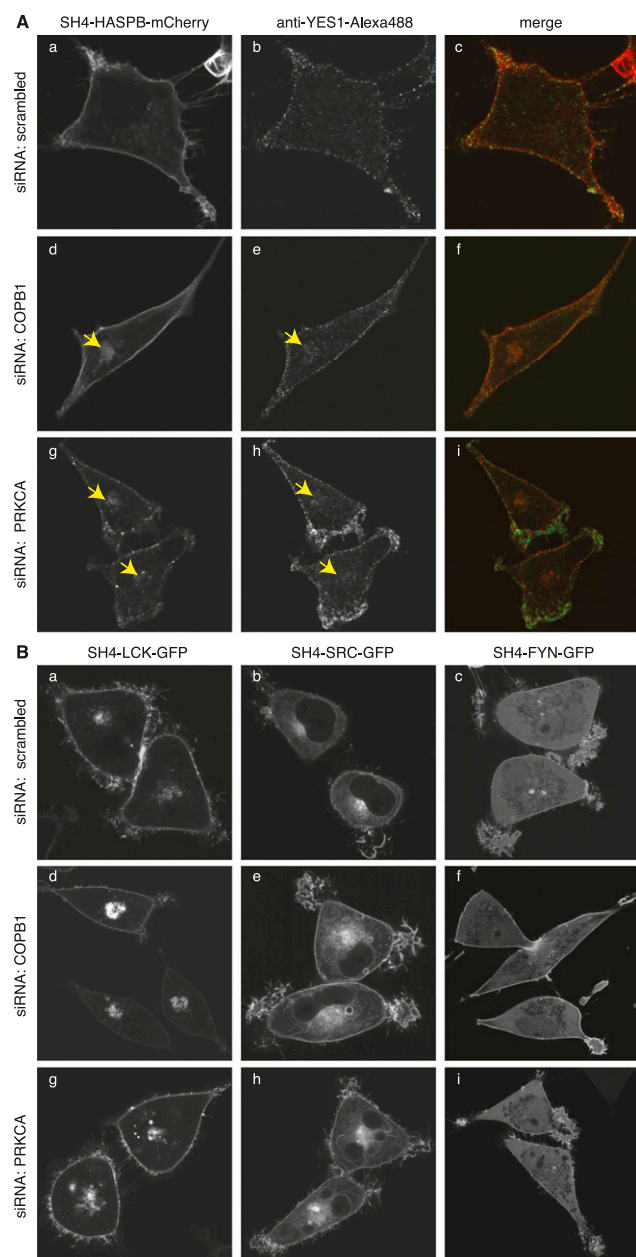 A
SH4-HASPB-mCherry anti-YES1-Alexa488 merge
siRNA: scrambled
a b c
siRNA: COPB1
d e f
siRNA: PRKCA
g h i
B
SH4-LCK-GFP SH4-SRC-GFP SH4-FYN-GFP
siRNA: scrambled
a b c
siRNA: COPB1
d e f
siRNA: PRKCA
g h i